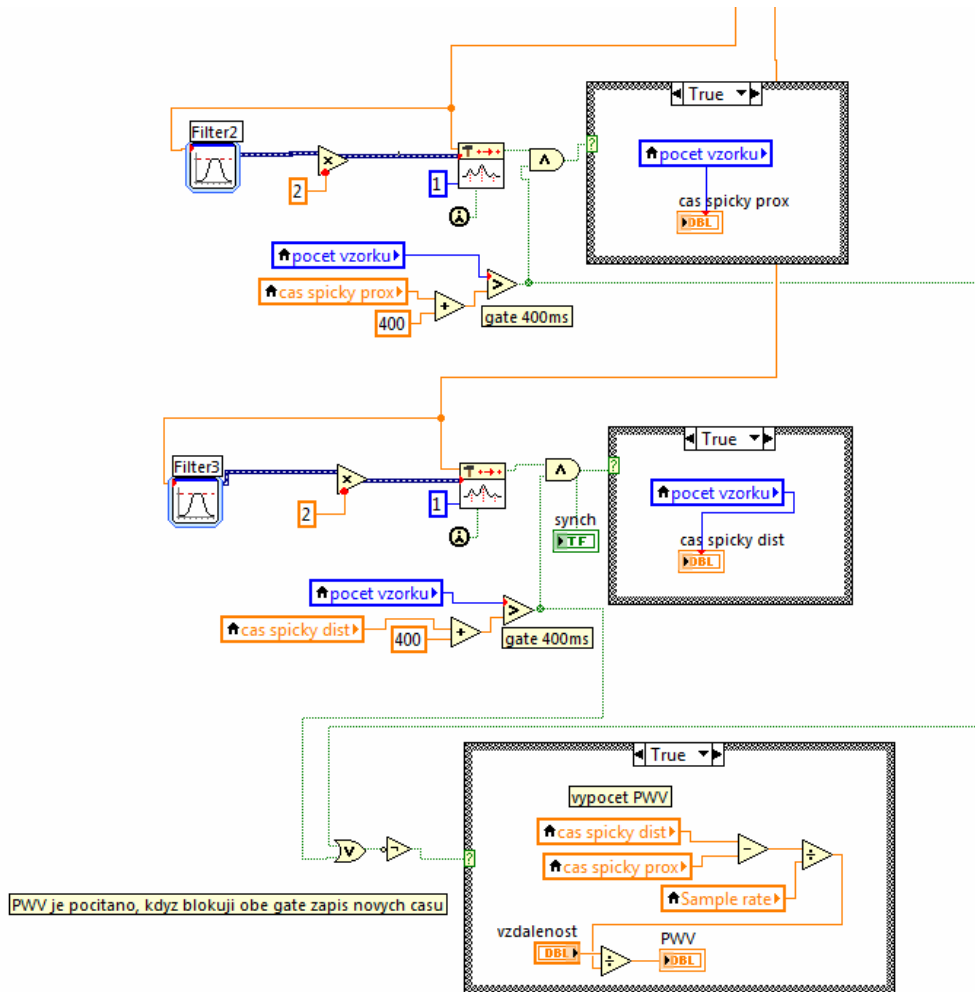 True
Filter2
2
1
pocet vzorku
cas spicky prox
DBL
pocet vzorku
cas spicky prox
400
gate 400ms
True
Filter3
2
1
synch
TF
pocet vzorku
cas spicky dist
DBL
pocet vzorku
cas spicky dist
400
gate 400ms
True
vypocet PWV
cas spicky dist
cas spicky prox
Sample rate
PWV je pocitano, kdyz blokuji obe gate zapis novych casu
vzdalenost
DBL
PWV
DBL